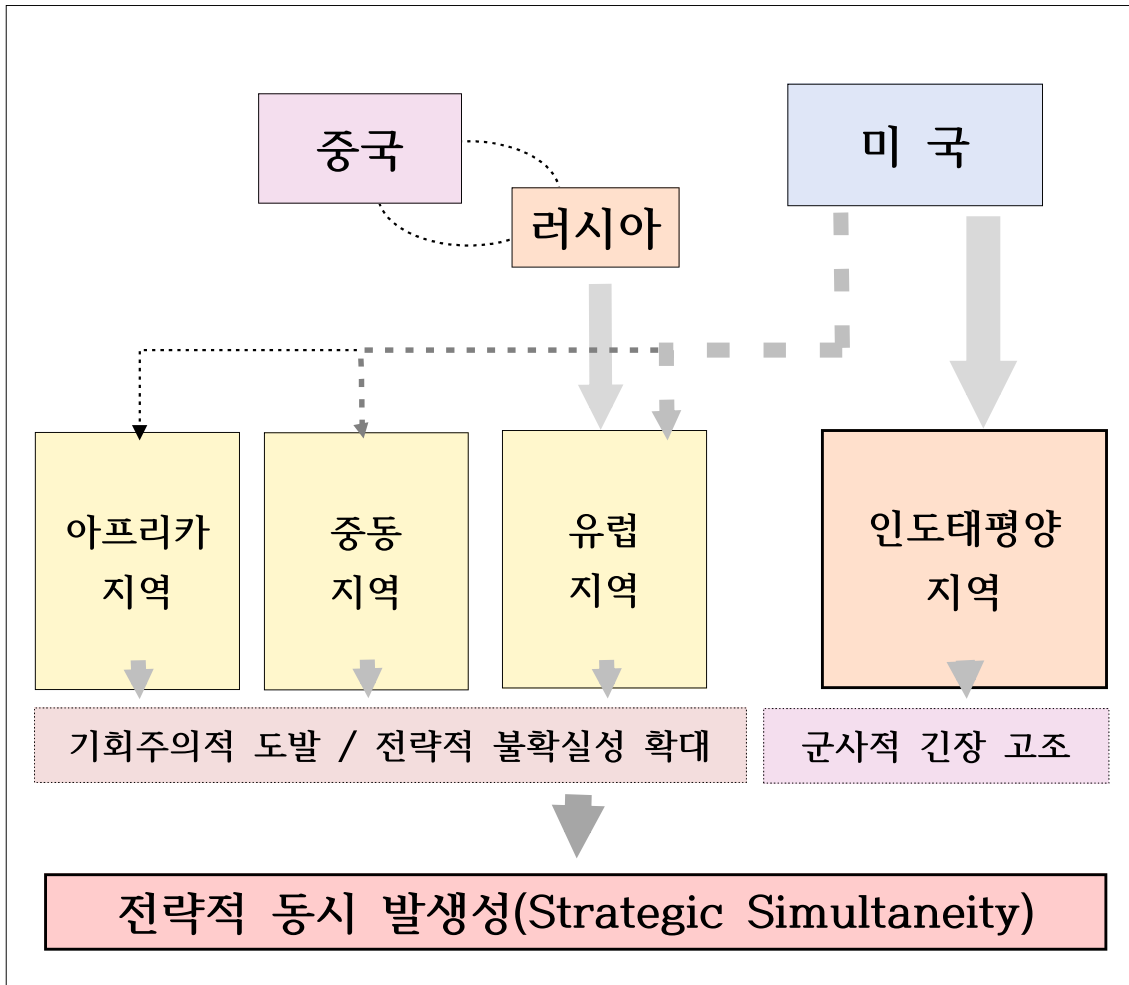 중국
미 국
러시아
아프리카
지역
중동
지역
유럽
지역
인도태평양
지역
기회주의적 도발 / 전략적 불확실성 확대
군사적 긴장 고조
전략적 동시 발생성(Strategic Simultaneity)